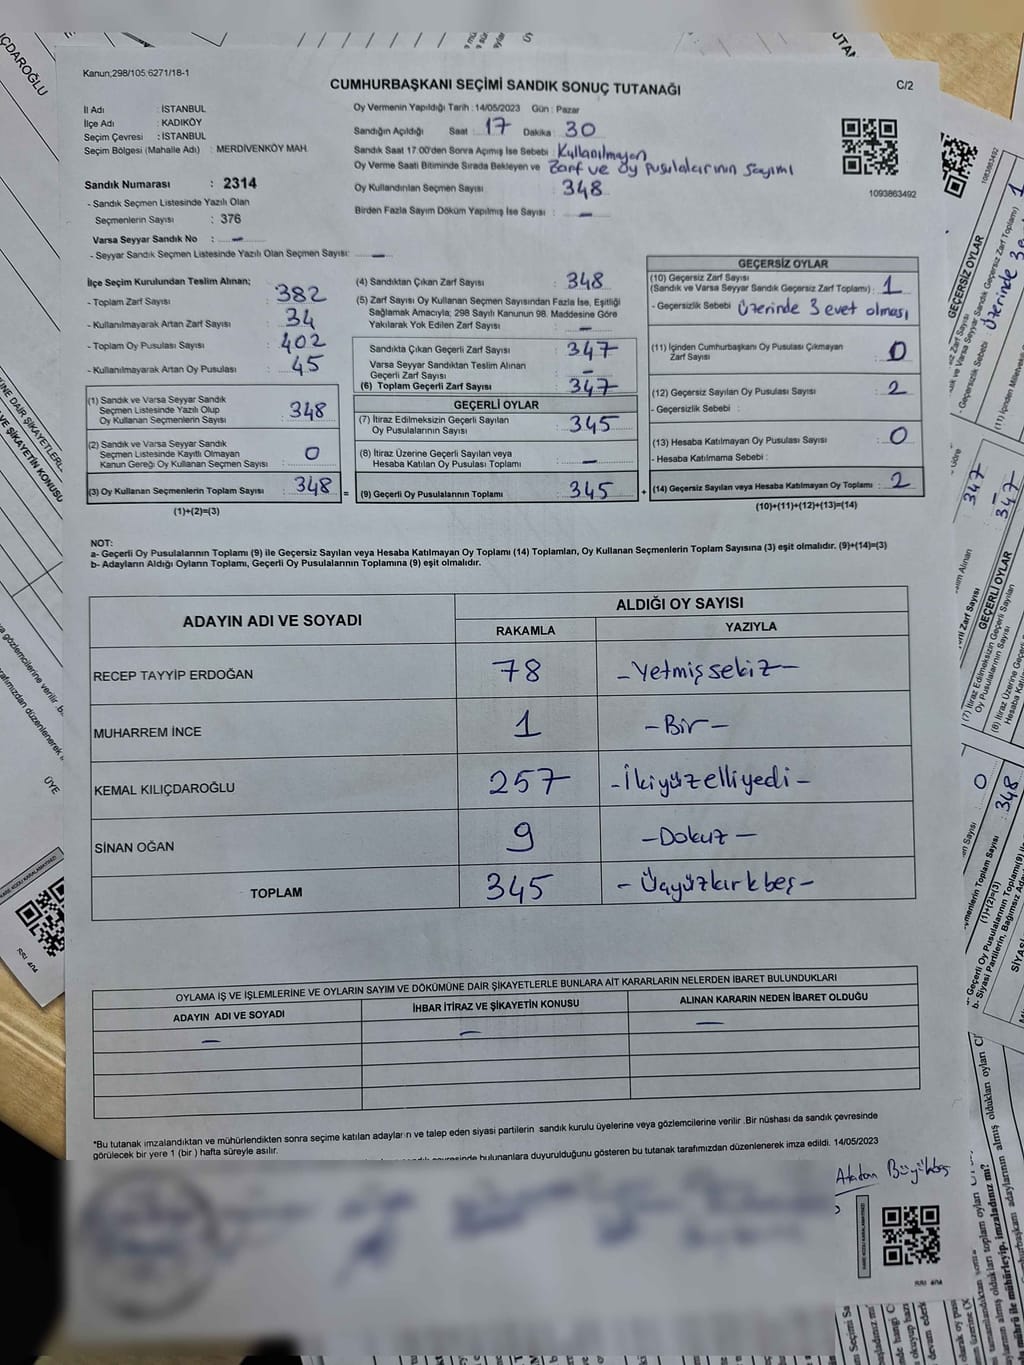 Kanun;298/105:6271/18-1
CUMHURBAŞKANI SEÇİMİ SANDIK SONUÇ TUTANAĞI
C/2
İl Adı : İSTANBUL
İlçe Adı : KADIKÖY
Seçim Çevresi : İSTANBUL
Seçim Bölgesi (Mahalle Adı) : MERDİVENKÖY MAH.
Sandık Numarası : 2314
- Sandık Seçmen Listesinde Yazılı Olan
Seçmenlerin Sayısı : 376
Varsa Seyyar Sandık No : –
- Seyyar Sandık Seçmen Listesinde Yazılı Olan Seçmen Sayısı: –
Oy Vermenin Yapıldığı Tarih : 14/05/2023 Gün : Pazar
Sandığın Açıldığı Saat : 17 Dakika : 30
Sandık Saat 17:00'den Sonra Açılmış İse Sebebi : Kullanılmayan
Oy Verme Saati Bitiminde Sırada Bekleyen ve Zarf ve Oy pusulalarının sayımı
Oy Kullandırılan Seçmen Sayısı : 348
Birden Fazla Sayım Döküm Yapılmış İse Sayısı : –
1093863492
İlçe Seçim Kurulundan Teslim Alınan;
- Toplam Zarf Sayısı : 382
- Kullanılmayarak Artan Zarf Sayısı : 34
- Toplam Oy Pusulası Sayısı : 402
- Kullanılmayarak Artan Oy Pusulası : 45
(1) Sandık ve Varsa Seyyar Sandık
Seçmen Listesinde Yazılı Olup
Oy Kullanan Seçmenlerin Sayısı : 348
(2) Sandık ve Varsa Seyyar Sandık
Seçmen Listesinde Kayıtlı Olmayan
Kanun Gereği Oy Kullanan Seçmen Sayısı : 0
(3) Oy Kullanan Seçmenlerin Toplam Sayısı : 348 =
(1)+(2)=(3)
(4) Sandıktan Çıkan Zarf Sayısı : 348
(5) Zarf Sayısı Oy Kullanan Seçmen Sayısından Fazla İse, Eşitliği
Sağlamak Amacıyla; 298 Sayılı Kanunun 98. Maddesine Göre
Yakılarak Yok Edilen Zarf Sayısı : –
Sandıkta Çıkan Geçerli Zarf Sayısı : 347
Varsa Seyyar Sandıktan Teslim Alınan
Geçerli Zarf Sayısı : –
(6) Toplam Geçerli Zarf Sayısı : 347
GEÇERLİ OYLAR
(7) İtiraz Edilmeksizin Geçerli Sayılan
Oy Pusulalarının Sayısı : 345
(8) İtiraz Üzerine Geçerli Sayılan veya
Hesaba Katılan Oy Pusulası Toplamı : –
(9) Geçerli Oy Pusulalarının Toplamı : 345 +
GEÇERSİZ OYLAR
(10) Geçersiz Zarf Sayısı
(Sandık ve Varsa Seyyar Sandık Geçersiz Zarf Toplamı) : 1
- Geçersizlik Sebebi : Üzerinde 3 evet olması
(11) İçinden Cumhurbaşkanı Oy Pusulası Çıkmayan
Zarf Sayısı : 0
(12) Geçersiz Sayılan Oy Pusulası Sayısı : 2
- Geçersizlik Sebebi :
(13) Hesaba Katılmayan Oy Pusulası Sayısı : 0
- Hesaba Katılmama Sebebi :
(14) Geçersiz Sayılan veya Hesaba Katılmayan Oy Toplamı : 2
(10)+(11)+(12)+(13)=(14)
NOT:
a- Geçerli Oy Pusulalarının Toplamı (9) ile Geçersiz Sayılan veya Hesaba Katılmayan Oy Toplamı (14) Toplamları, Oy Kullanan Seçmenlerin Toplam Sayısına (3) eşit olmalıdır. (9)+(14)=(3)
b- Adayların Aldığı Oyların Toplamı, Geçerli Oy Pusulalarının Toplamına (9) eşit olmalıdır.
ADAYIN ADI VE SOYADI
ALDIĞI OY SAYISI
RAKAMLA YAZIYLA
RECEP TAYYİP ERDOĞAN 78 – Yetmişsekiz –
MUHARREM İNCE 1 – Bir –
KEMAL KILIÇDAROĞLU 257 – İkiyüzelliyedi –
SİNAN OĞAN 9 – Dokuz –
TOPLAM 345 – Üçyüzkırkbeş –
OYLAMA İŞ VE İŞLEMLERİNE VE OYLARIN SAYIM VE DÖKÜMÜNE DAİR ŞİKAYETLERLE BUNLARA AİT KARARLARIN NELERDEN İBARET BULUNDUKLARI
ADAYIN ADI VE SOYADI İHBAR İTİRAZ VE ŞİKAYETİN KONUSU ALINAN KARARIN NEDEN İBARET OLDUĞU
– – –
*Bu tutanak imzalandıktan ve mühürlendikten sonra seçime katılan adayların ve talep eden siyasi partilerin sandık kurulu üyelerine veya gözlemcilerine verilir .Bir nüshası da sandık çevresinde
görülecek bir yere 1 (bir ) hafta süreyle asılır.
bulunanlara duyurulduğunu gösteren bu tutanak tarafımızdan düzenlenerek imza edildi. 14/05/2023